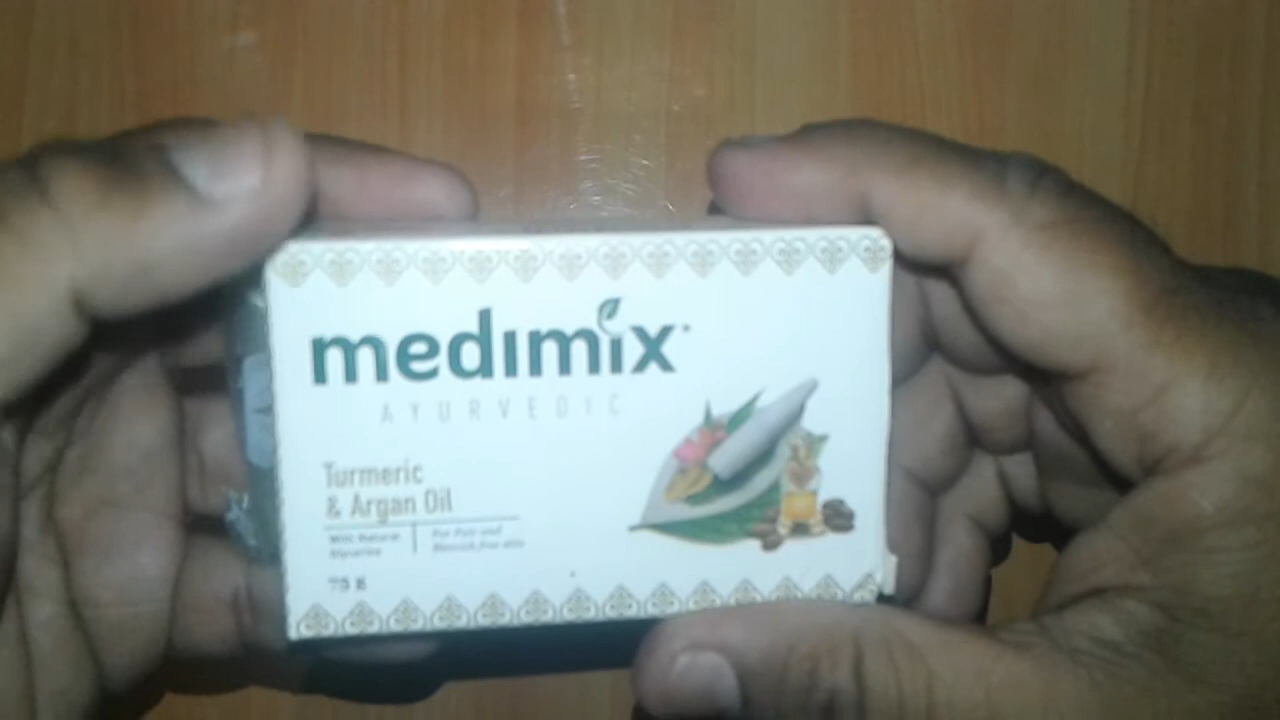 medimix
AYURVEDIC
Turmeric
& Argan Oil
With Natural
Glycerine
For Fair and
Blemish free skin
75 g